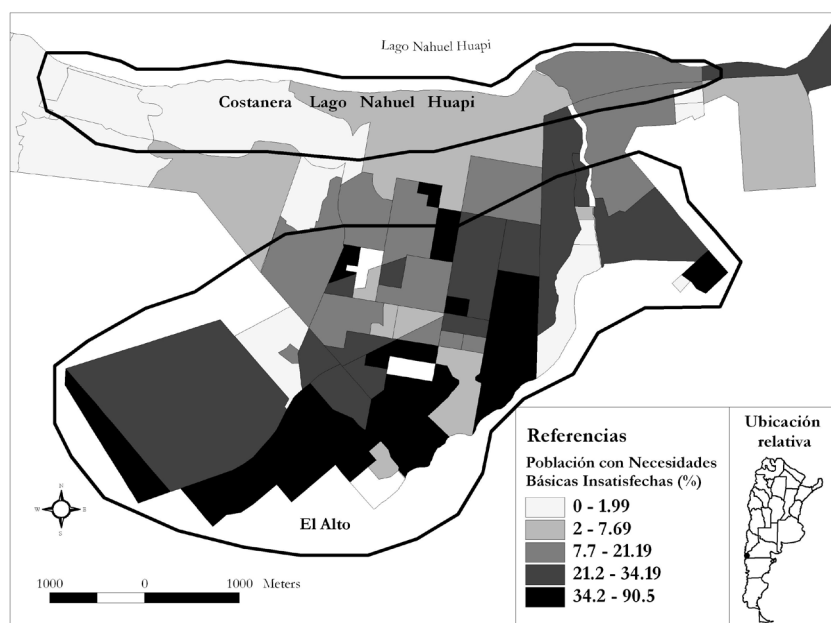 Lago Nahuel Huapi
Costanera Lago Nahuel Huapi
El Alto
N
W E
S
1000 0 1000 Meters
Referencias
Población con Necesidades
Básicas Insatisfechas (%)
0 - 1.99
2 - 7.69
7.7 - 21.19
21.2 - 34.19
34.2 - 90.5
Ubicación
relativa